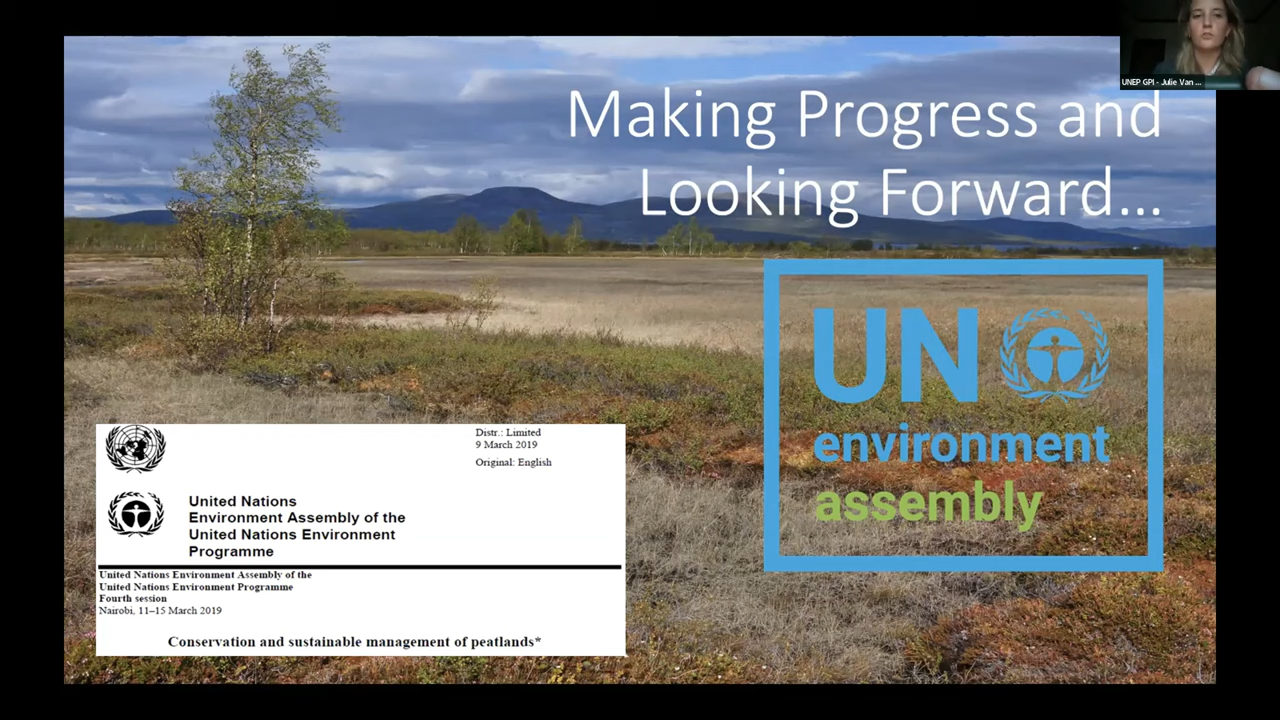 UNEP GPI - Julie Van ...
Making Progress and
Looking Forward...
UN
environment
assembly
Distr.: Limited
9 March 2019
Original: English
United Nations
Environment Assembly of the
United Nations Environment
Programme
United Nations Environment Assembly of the
United Nations Environment Programme
Fourth session
Nairobi, 11–15 March 2019
Conservation and sustainable management of peatlands*